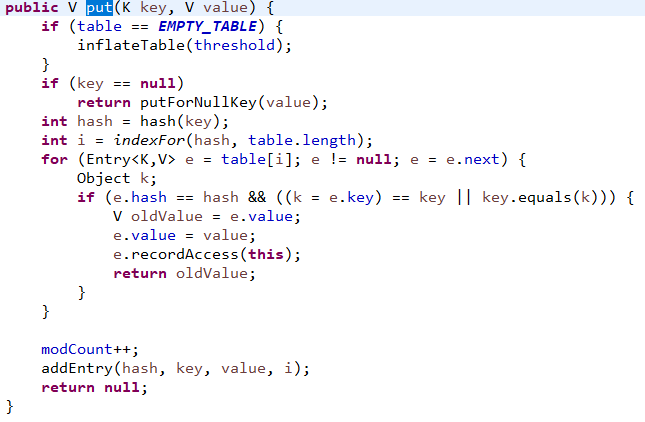 public V put(K key, V value) {
    if (table == EMPTY_TABLE) {
        inflateTable(threshold);
    }
    if (key == null)
        return putForNullKey(value);
    int hash = hash(key);
    int i = indexFor(hash, table.length);
    for (Entry<K,V> e = table[i]; e != null; e = e.next) {
        Object k;
        if (e.hash == hash && ((k = e.key) == key || key.equals(k))) {
            V oldValue = e.value;
            e.value = value;
            e.recordAccess(this);
            return oldValue;
        }
    }

    modCount++;
    addEntry(hash, key, value, i);
    return null;
}